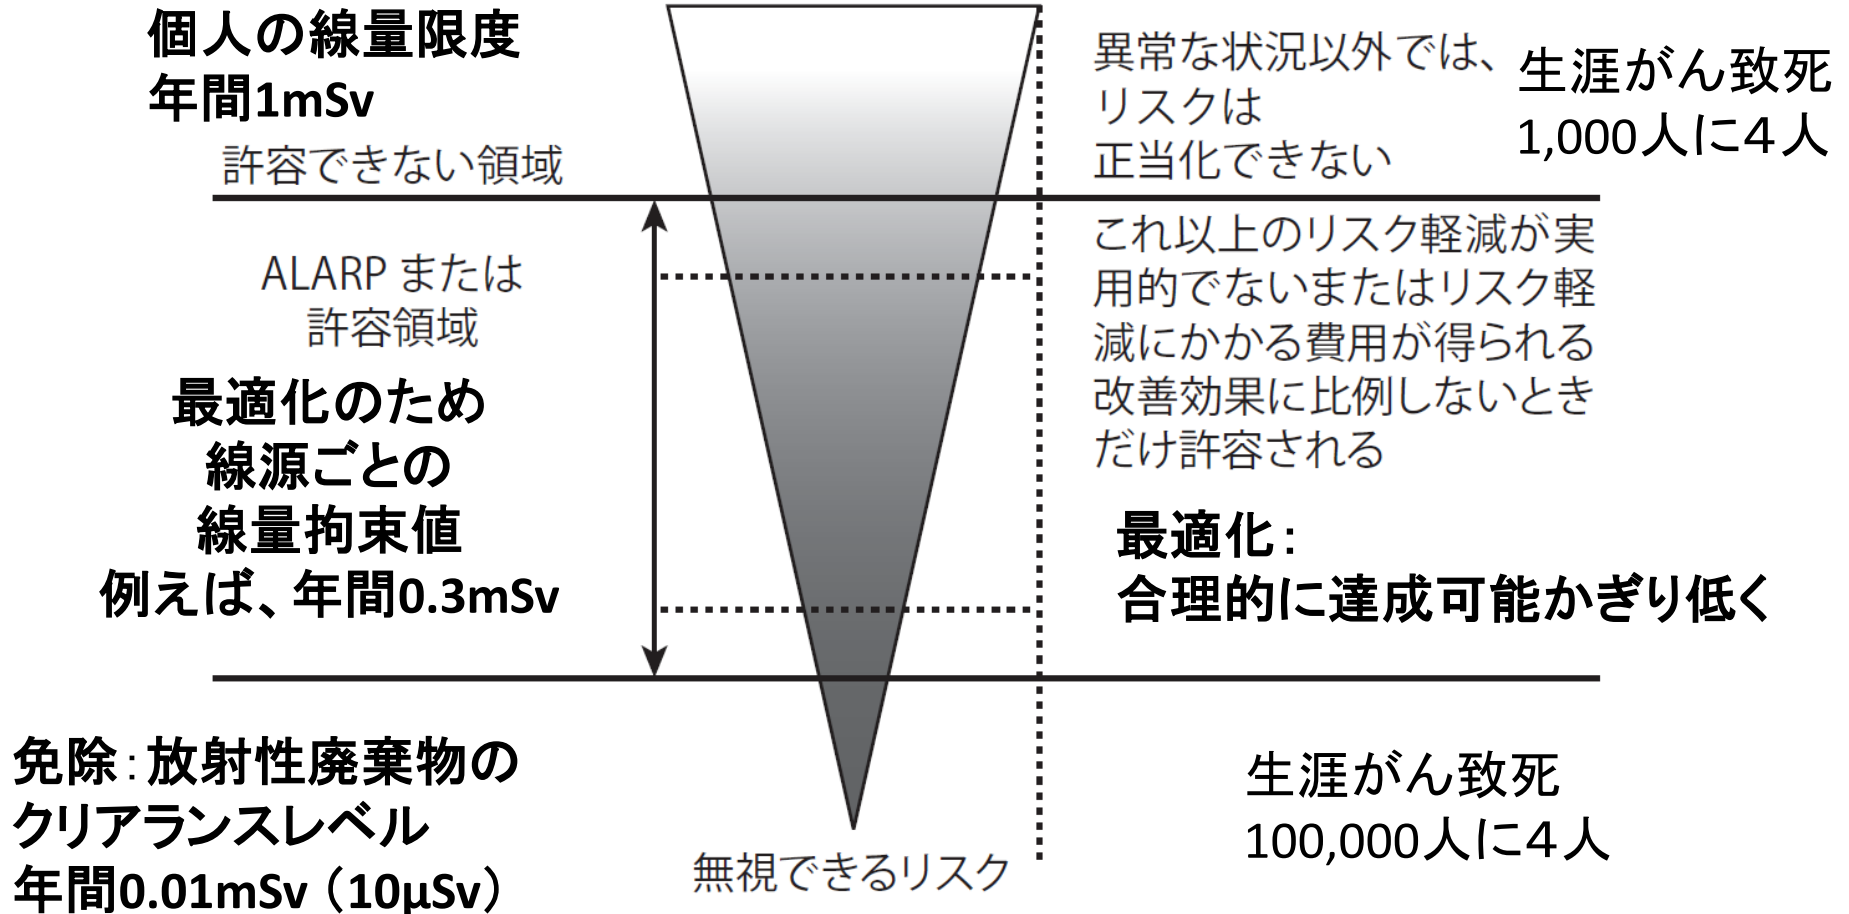 個人の線量限度
年間1mSv
許容できない領域
異常な状況以外では、
リスクは
正当化できない
生涯がん致死
1,000人に４人
ALARP または
許容領域
これ以上のリスク軽減が実
用的でないまたはリスク軽
減にかかる費用が得られる
改善効果に比例しないとき
だけ許容される
最適化のため
線源ごとの
線量拘束値
例えば、年間0.3mSv
最適化：
合理的に達成可能かぎり低く
免除：放射性廃棄物の
クリアランスレベル
年間0.01mSv（10μSv）
無視できるリスク
生涯がん致死
100,000人に４人